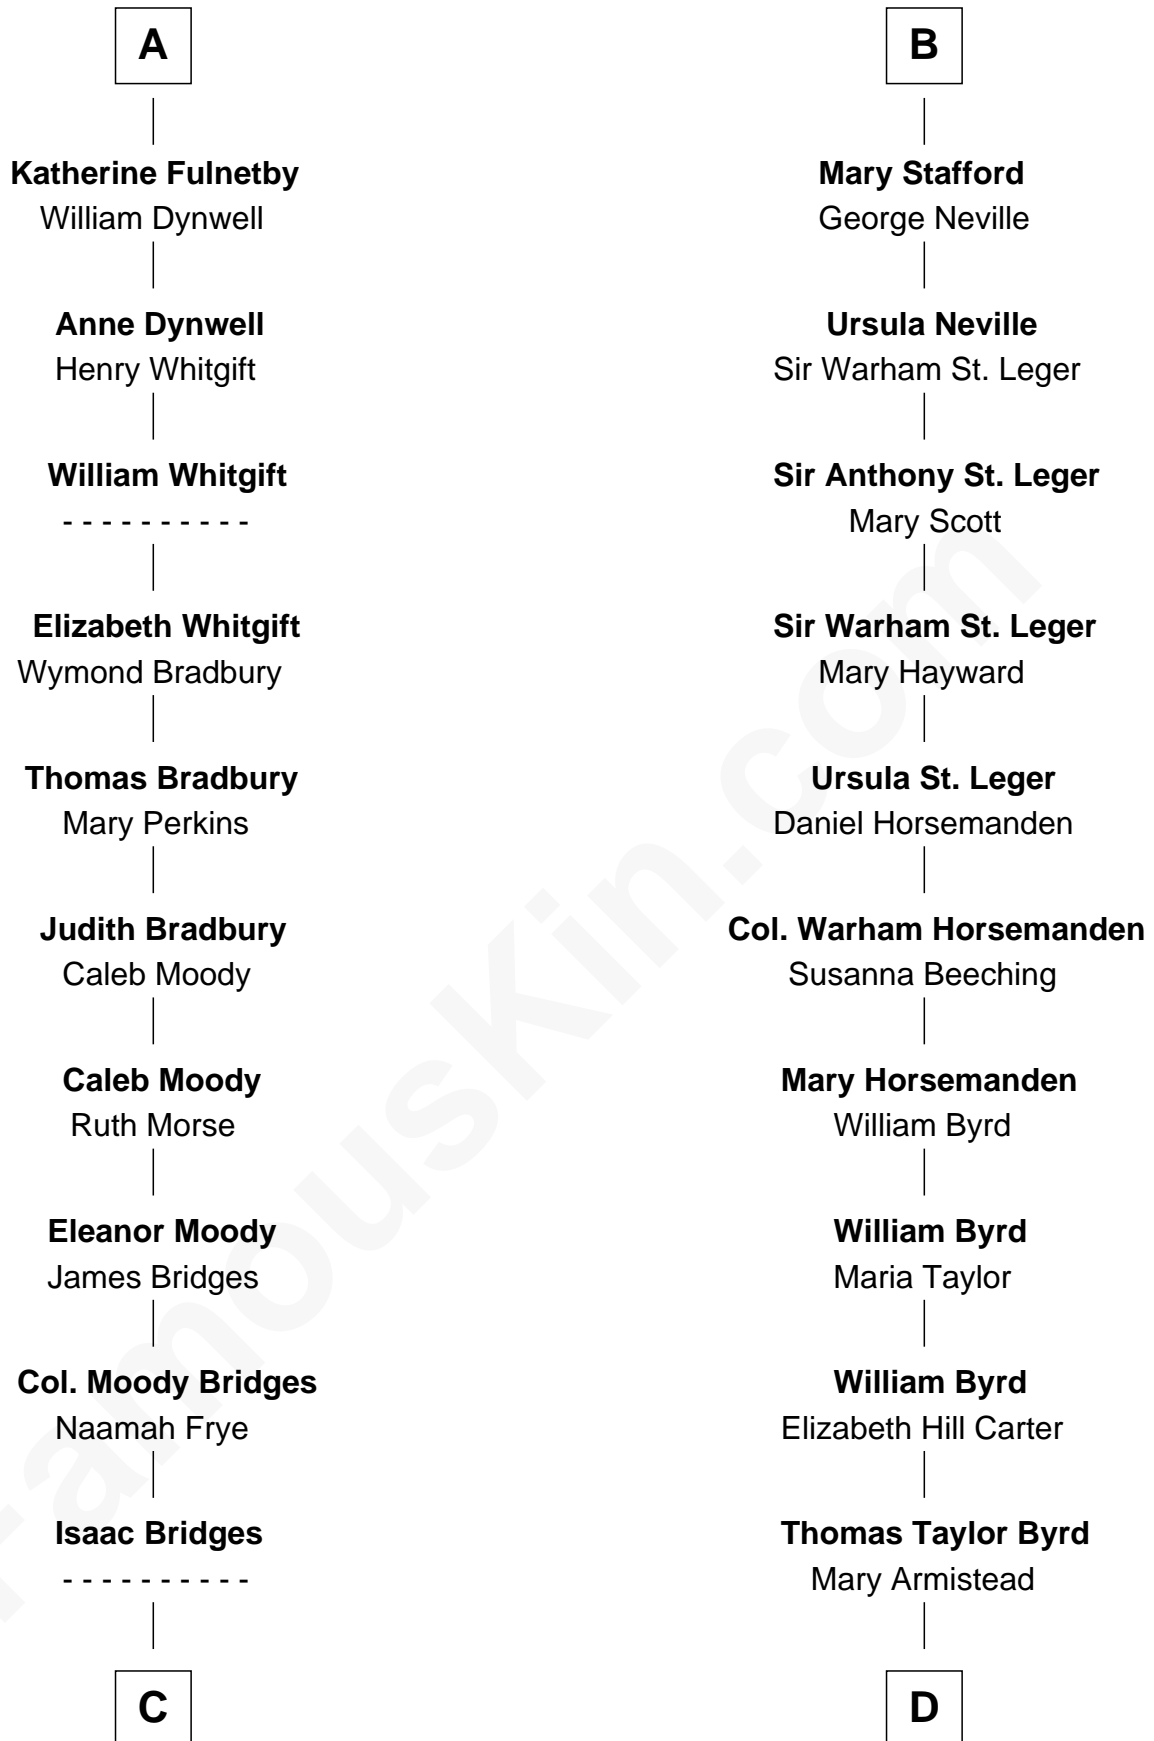 A
Katherine Fulnetby
William Dynwell
Anne Dynwell
Henry Whitgift
William Whitgift
- - - - - - - - - -
Elizabeth Whitgift
Wymond Bradbury
Thomas Bradbury
Mary Perkins
Judith Bradbury
Caleb Moody
Caleb Moody
Ruth Morse
Eleanor Moody
James Bridges
Col. Moody Bridges
Naamah Frye
Isaac Bridges
- - - - - - - - - -
C
B
Mary Stafford
George Neville
Ursula Neville
Sir Warham St. Leger
Sir Anthony St. Leger
Mary Scott
Sir Warham St. Leger
Mary Hayward
Ursula St. Leger
Daniel Horsemanden
Col. Warham Horsemanden
Susanna Beeching
Mary Horsemanden
William Byrd
William Byrd
Maria Taylor
William Byrd
Elizabeth Hill Carter
Thomas Taylor Byrd
Mary Armistead
D
FamousKin.com